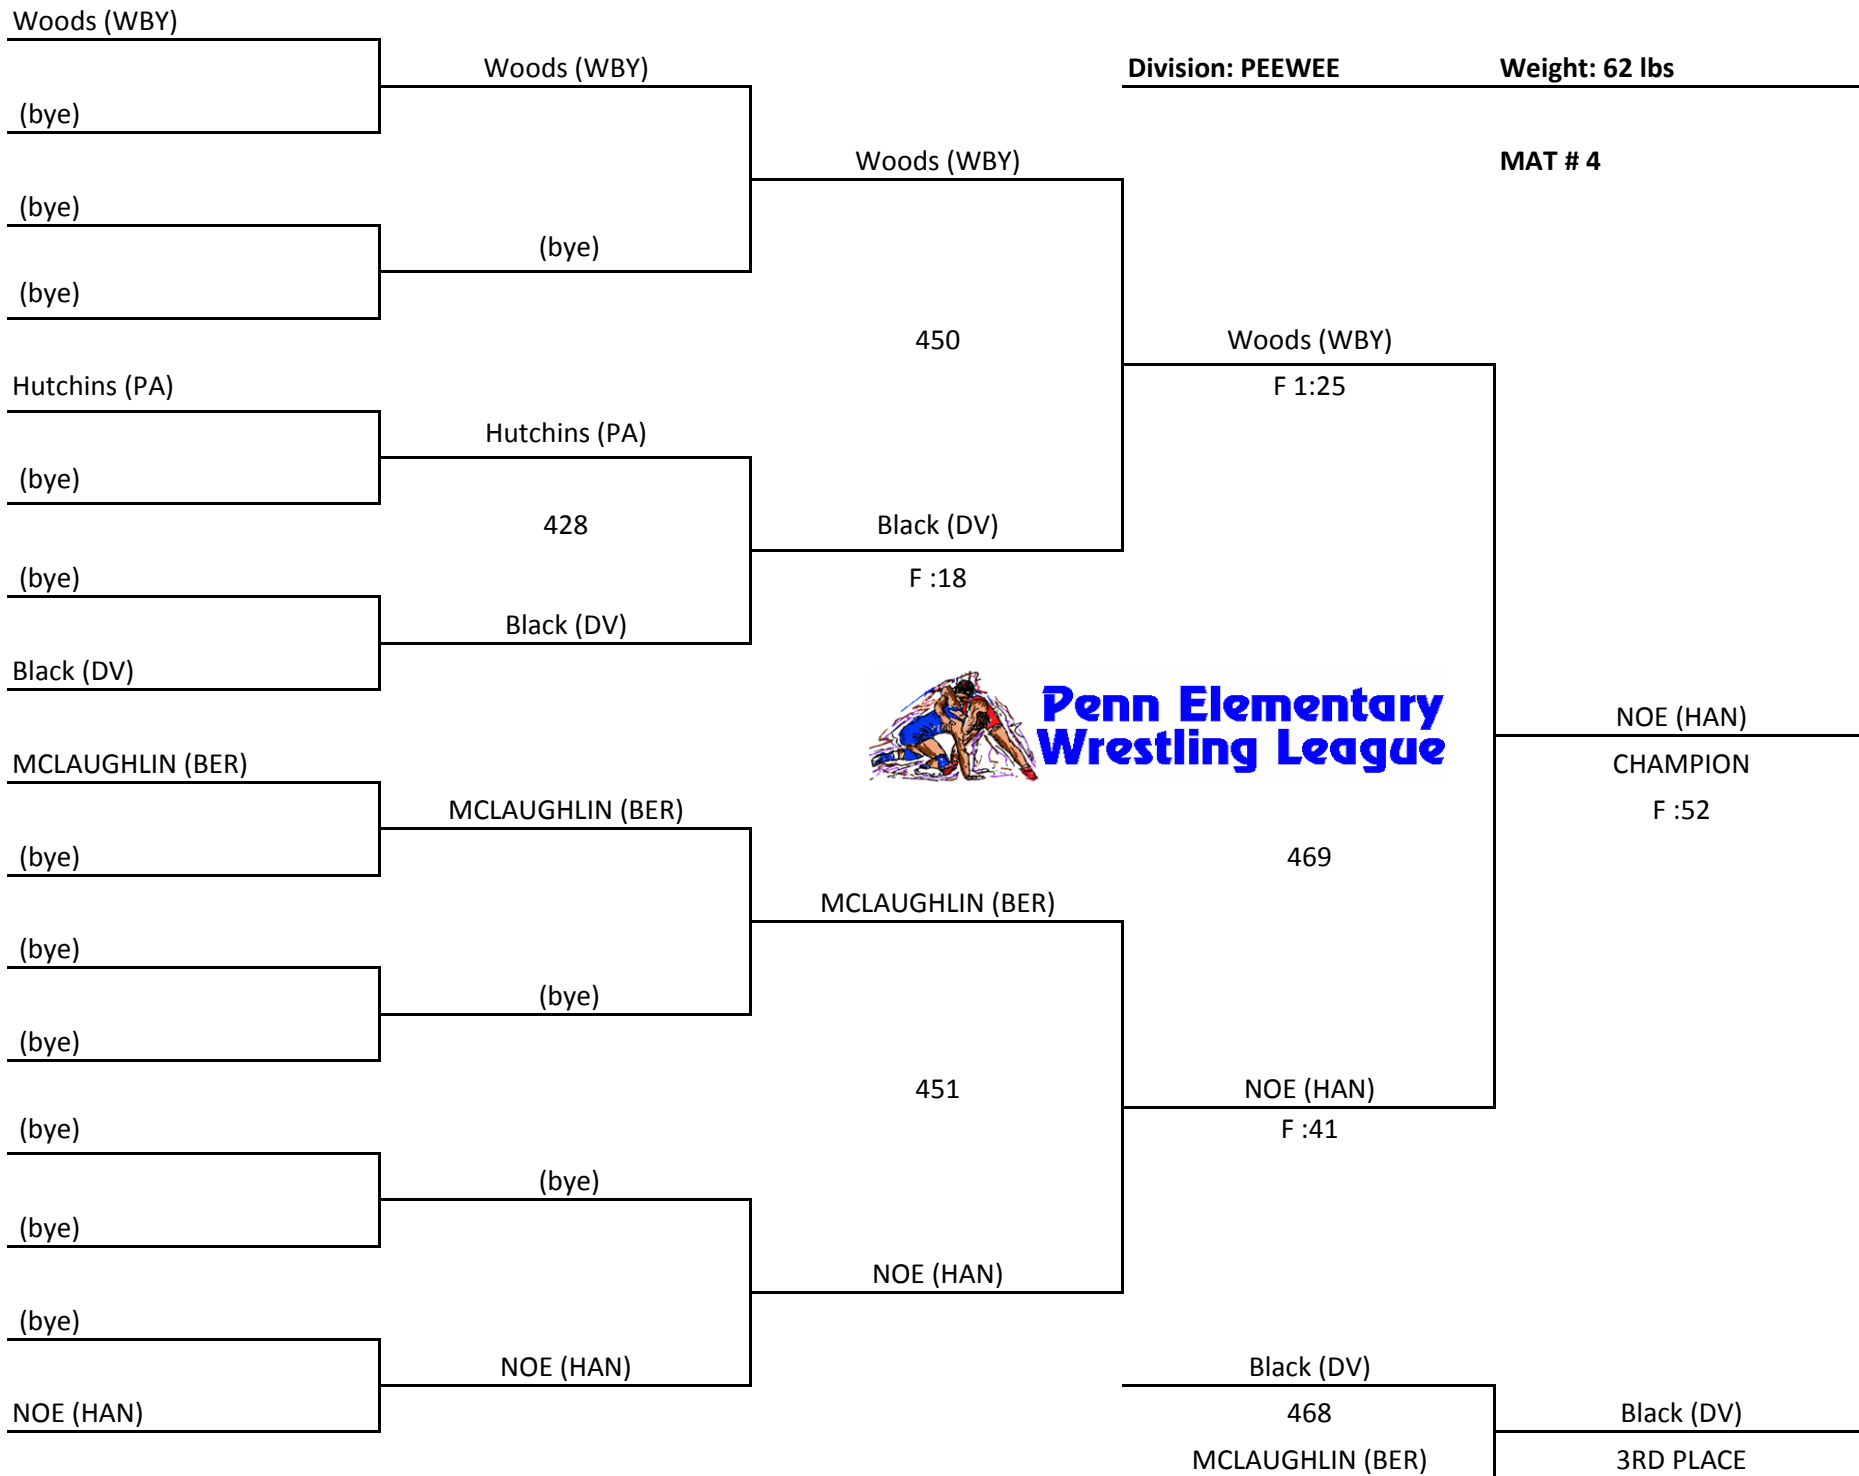 Woods (WBY)
Woods (WBY)
Division: PEEWEE Weight: 62 lbs
(bye)
Woods (WBY)
MAT # 4
(bye)
(bye)
(bye)
450
Woods (WBY)
Hutchins (PA)
F 1:25
Hutchins (PA)
(bye)
428
Black (DV)
(bye)
F :18
Black (DV)
Black (DV)
Penn Elementary
Wrestling League
NOE (HAN)
MCLAUGHLIN (BER)
CHAMPION
MCLAUGHLIN (BER)
F :52
(bye)
469
MCLAUGHLIN (BER)
(bye)
(bye)
(bye)
451
NOE (HAN)
(bye)
F :41
(bye)
(bye)
NOE (HAN)
(bye)
NOE (HAN)
Black (DV)
NOE (HAN)
468
Black (DV)
MCLAUGHLIN (BER)
3RD PLACE